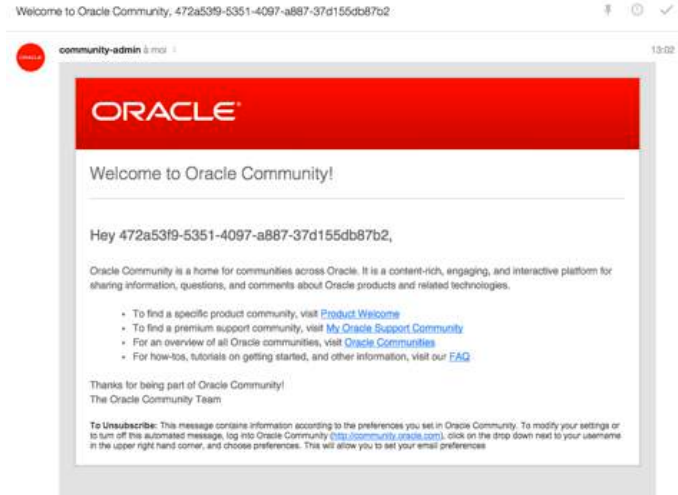 Welcome to Oracle Community, 472a53f9-5351-4097-a887-37d155db87b2
community-admin à moi
13:02
ORACLE
ORACLE
Welcome to Oracle Community!
Hey 472a53f9-5351-4097-a887-37d155db87b2,
Oracle Community is a home for communities across Oracle. It is a content-rich, engaging, and interactive platform for
sharing information, questions, and comments about Oracle products and related technologies.
• To find a specific product community, visit Product Welcome
• To find a premium support community, visit My Oracle Support Community
• For an overview of all Oracle communities, visit Oracle Communities
• For how-tos, tutorials on getting started, and other information, visit our FAQ
Thanks for being part of Oracle Community!
The Oracle Community Team
To Unsubscribe: This message contains information according to the preferences you set in Oracle Community. To modify your settings or
to turn off this automated message, log into Oracle Community (http://community.oracle.com), click on the drop down next to your username
in the upper right hand corner, and choose preferences. This will allow you to set your email preferences